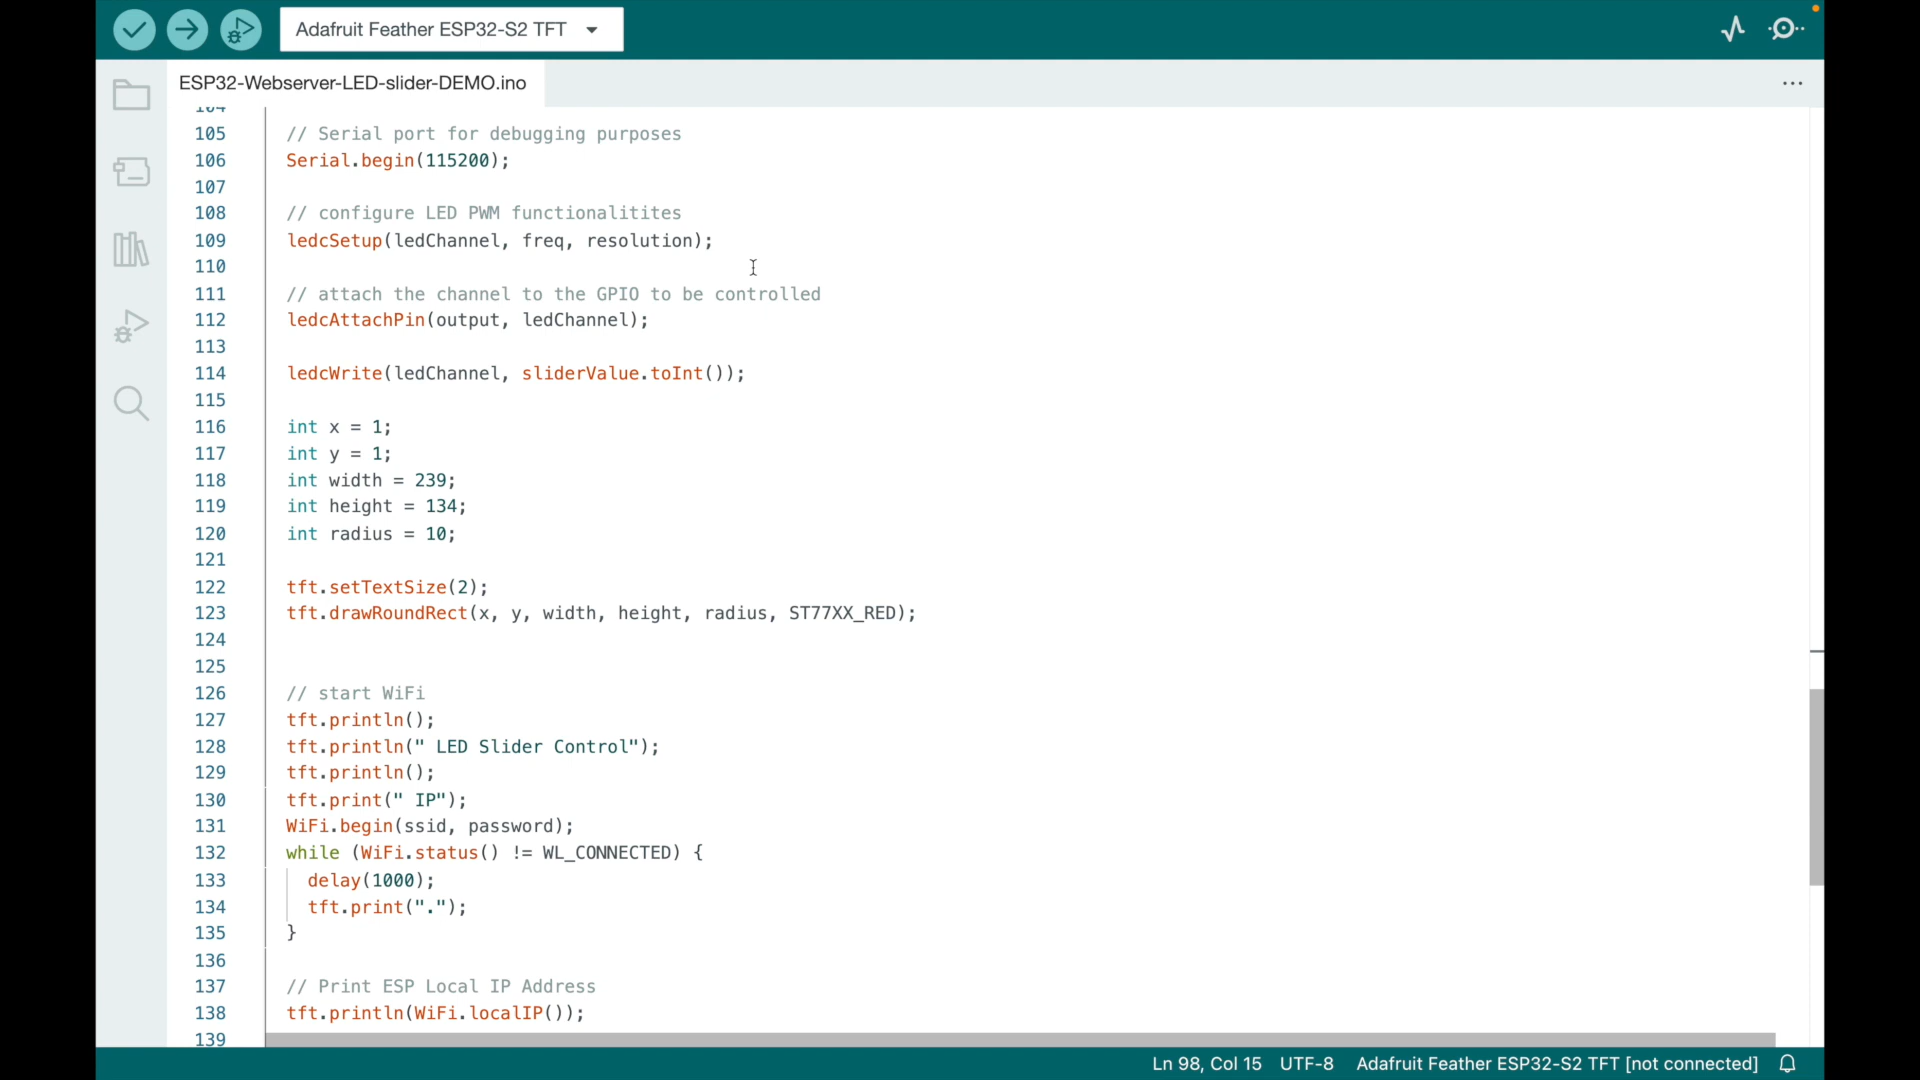 Adafruit Feather ESP32-S2 TFT
ESP32-Webserver-LED-slider-DEMO.ino
104
105 // Serial port for debugging purposes
106 Serial.begin(115200);
107
108 // configure LED PWM functionalitites
109 ledcSetup(ledChannel, freq, resolution);
110
111 // attach the channel to the GPIO to be controlled
112 ledcAttachPin(output, ledChannel);
113
114 ledcWrite(ledChannel, sliderValue.toInt());
115
116 int x = 1;
117 int y = 1;
118 int width = 239;
119 int height = 134;
120 int radius = 10;
121
122 tft.setTextSize(2);
123 tft.drawRoundRect(x, y, width, height, radius, ST77XX_RED);
124
125
126 // start WiFi
127 tft.println();
128 tft.println(" LED Slider Control");
129 tft.println();
130 tft.print(" IP");
131 WiFi.begin(ssid, password);
132 while (WiFi.status() != WL_CONNECTED) {
133 delay(1000);
134 tft.print(".");
135 }
136
137 // Print ESP Local IP Address
138 tft.println(WiFi.localIP());
139
Ln 98, Col 15 UTF-8 Adafruit Feather ESP32-S2 TFT [not connected]